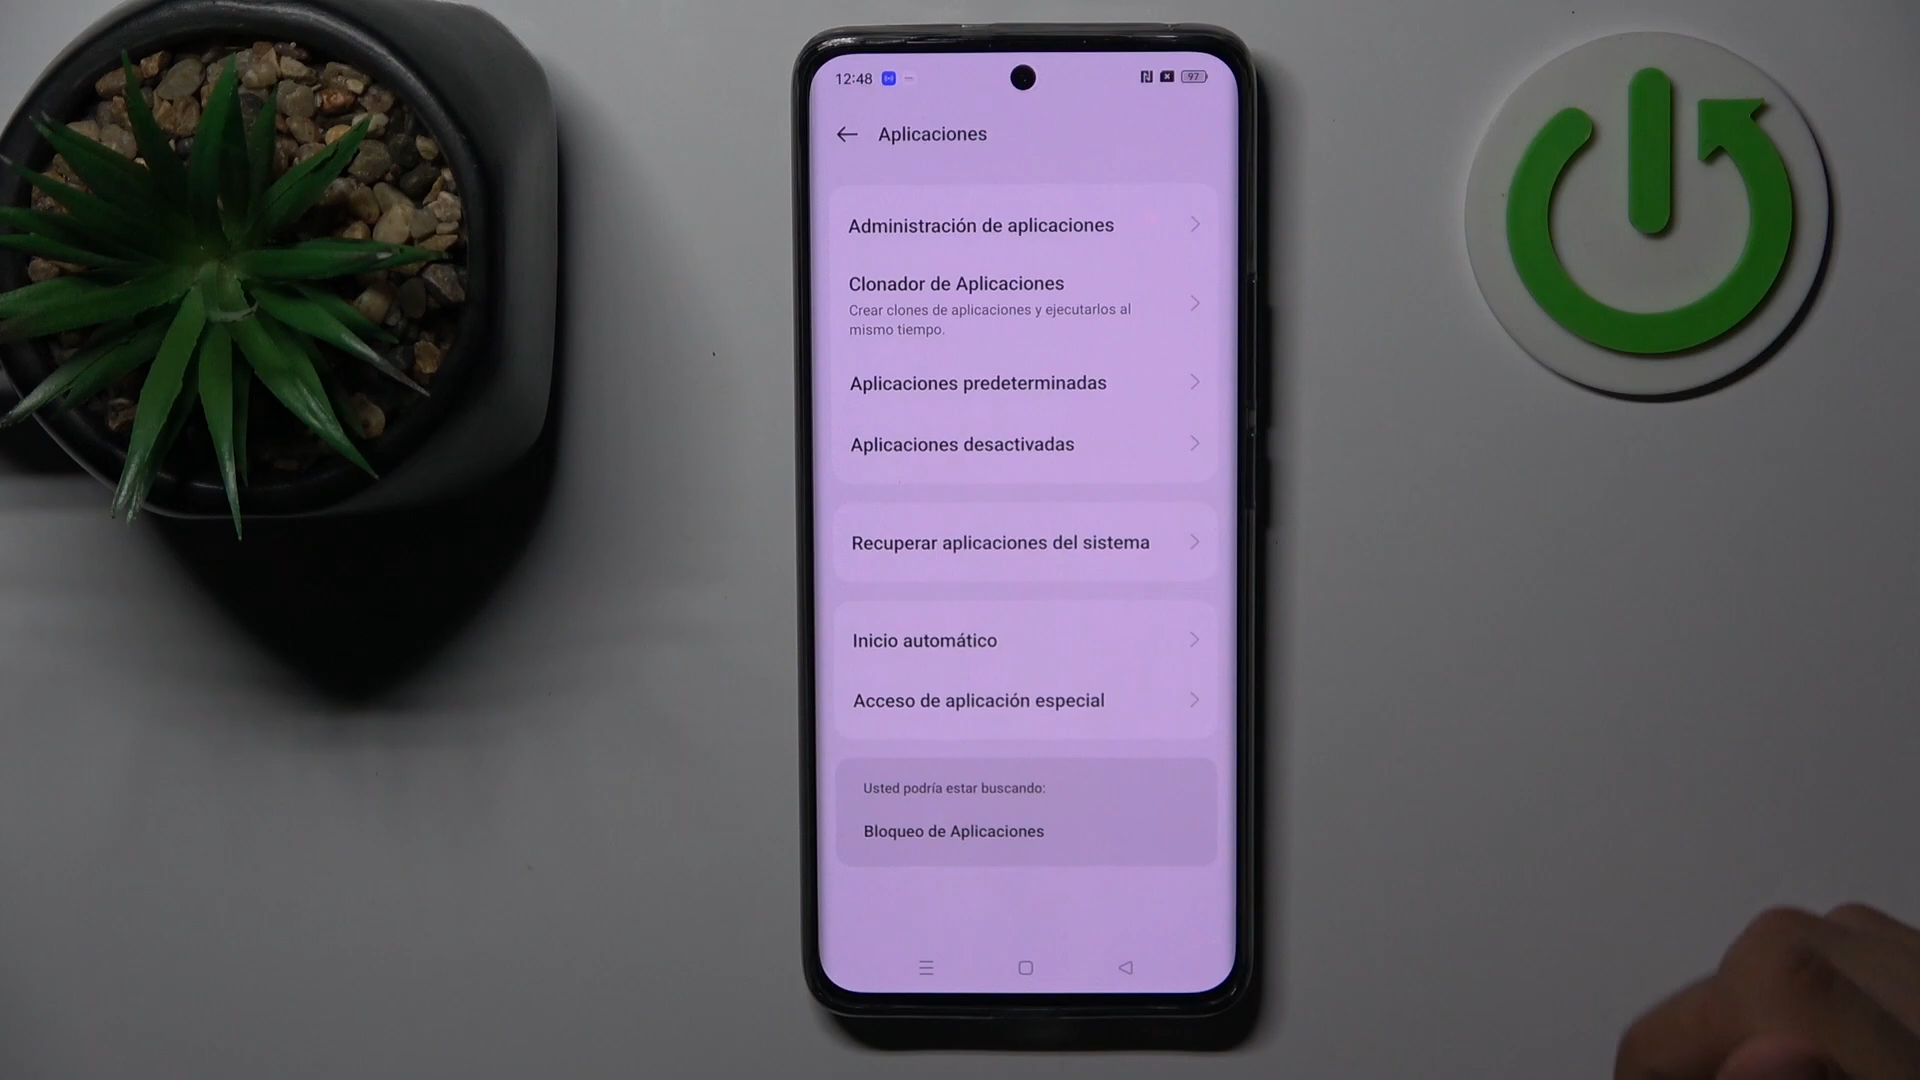 12:48
97
Aplicaciones
Administración de aplicaciones
Clonador de Aplicaciones
Crear clones de aplicaciones y ejecutarlos al
mismo tiempo.
Aplicaciones predeterminadas
Aplicaciones desactivadas
Recuperar aplicaciones del sistema
Inicio automático
Acceso de aplicación especial
Usted podría estar buscando:
Bloqueo de Aplicaciones